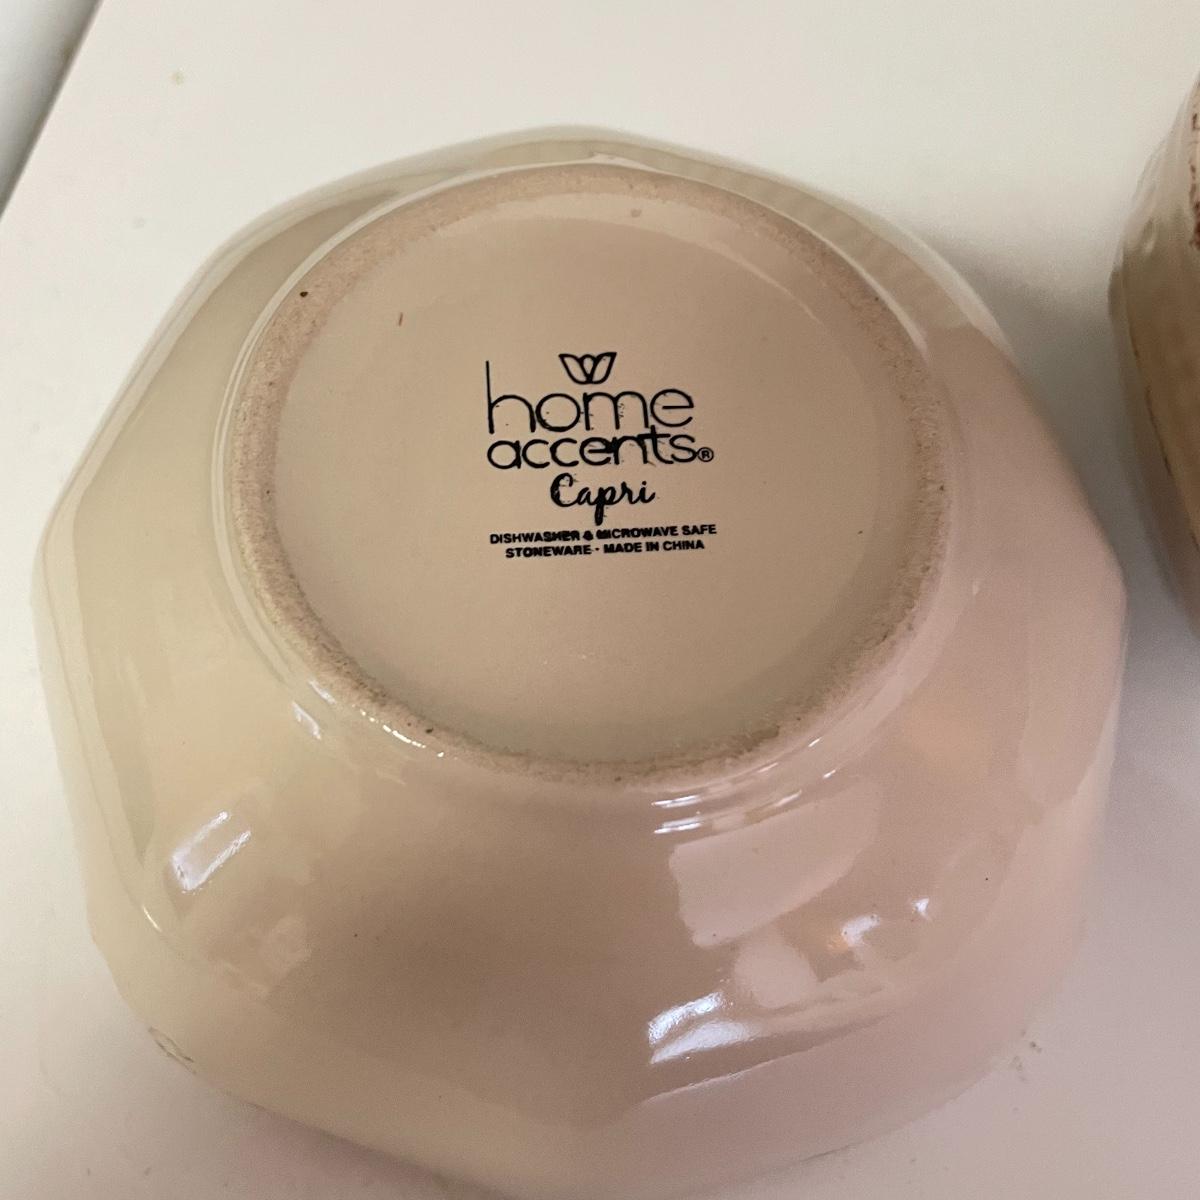 home
accents®
Capri
DISHWASHER & MICROWAVE SAFE
STONEWARE · MADE IN CHINA